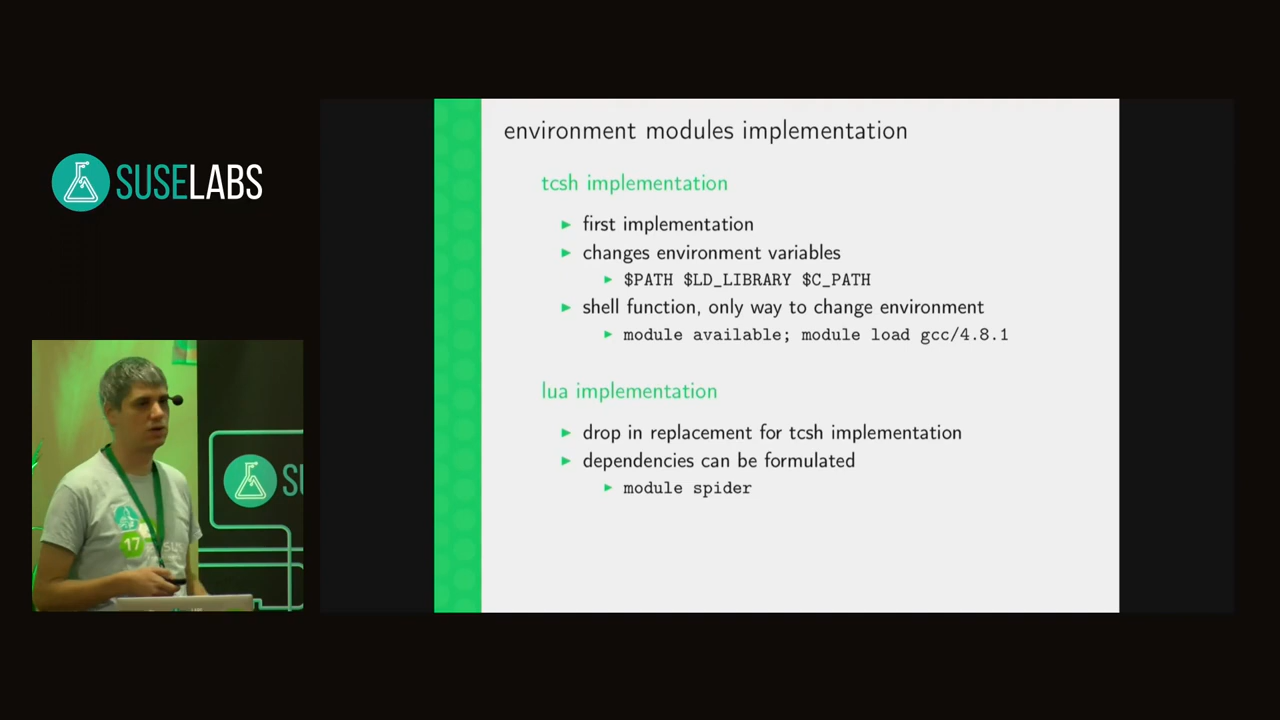 SUSELABS
environment modules implementation
tcsh implementation
first implementation
changes environment variables
$PATH $LD_LIBRARY $C_PATH
shell function, only way to change environment
module available; module load gcc/4.8.1
lua implementation
drop in replacement for tcsh implementation
dependencies can be formulated
module spider
17